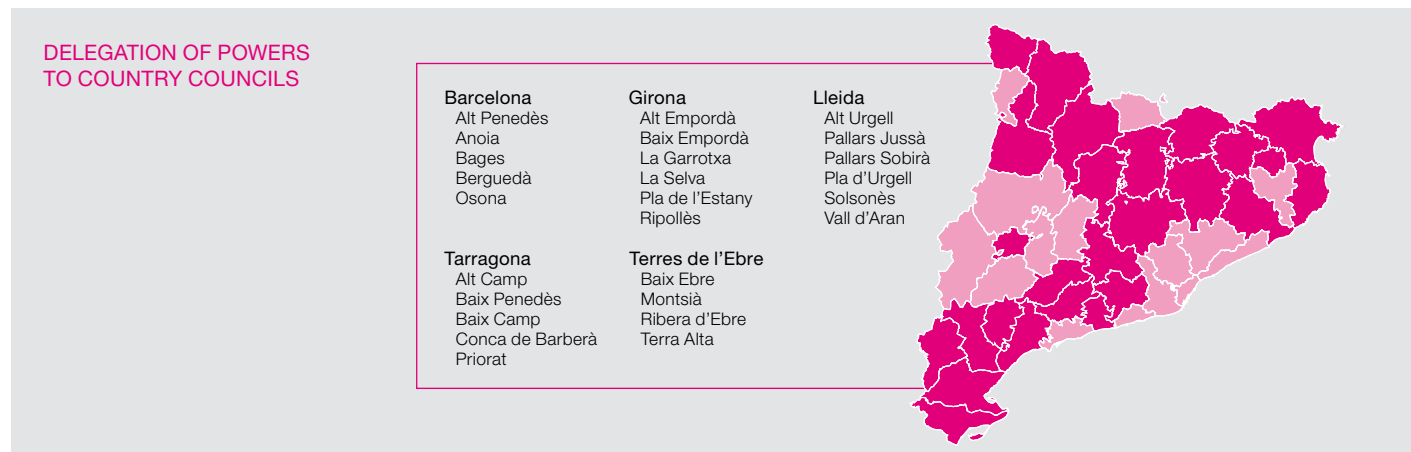 DELEGATION OF POWERS
TO COUNTRY COUNCILS
Barcelona
Alt Penedès
Anoia
Bages
Berguedà
Osona
Girona
Alt Empordà
Baix Empordà
La Garrotxa
La Selva
Pla de l’Estany
Ripollès
Lleida
Alt Urgell
Pallars Jussà
Pallars Sobirà
Pla d’Urgell
Solsonès
Vall d’Aran
Tarragona
Alt Camp
Baix Penedès
Baix Camp
Conca de Barberà
Priorat
Terres de l’Ebre
Baix Ebre
Montsià
Ribera d’Ebre
Terra Alta